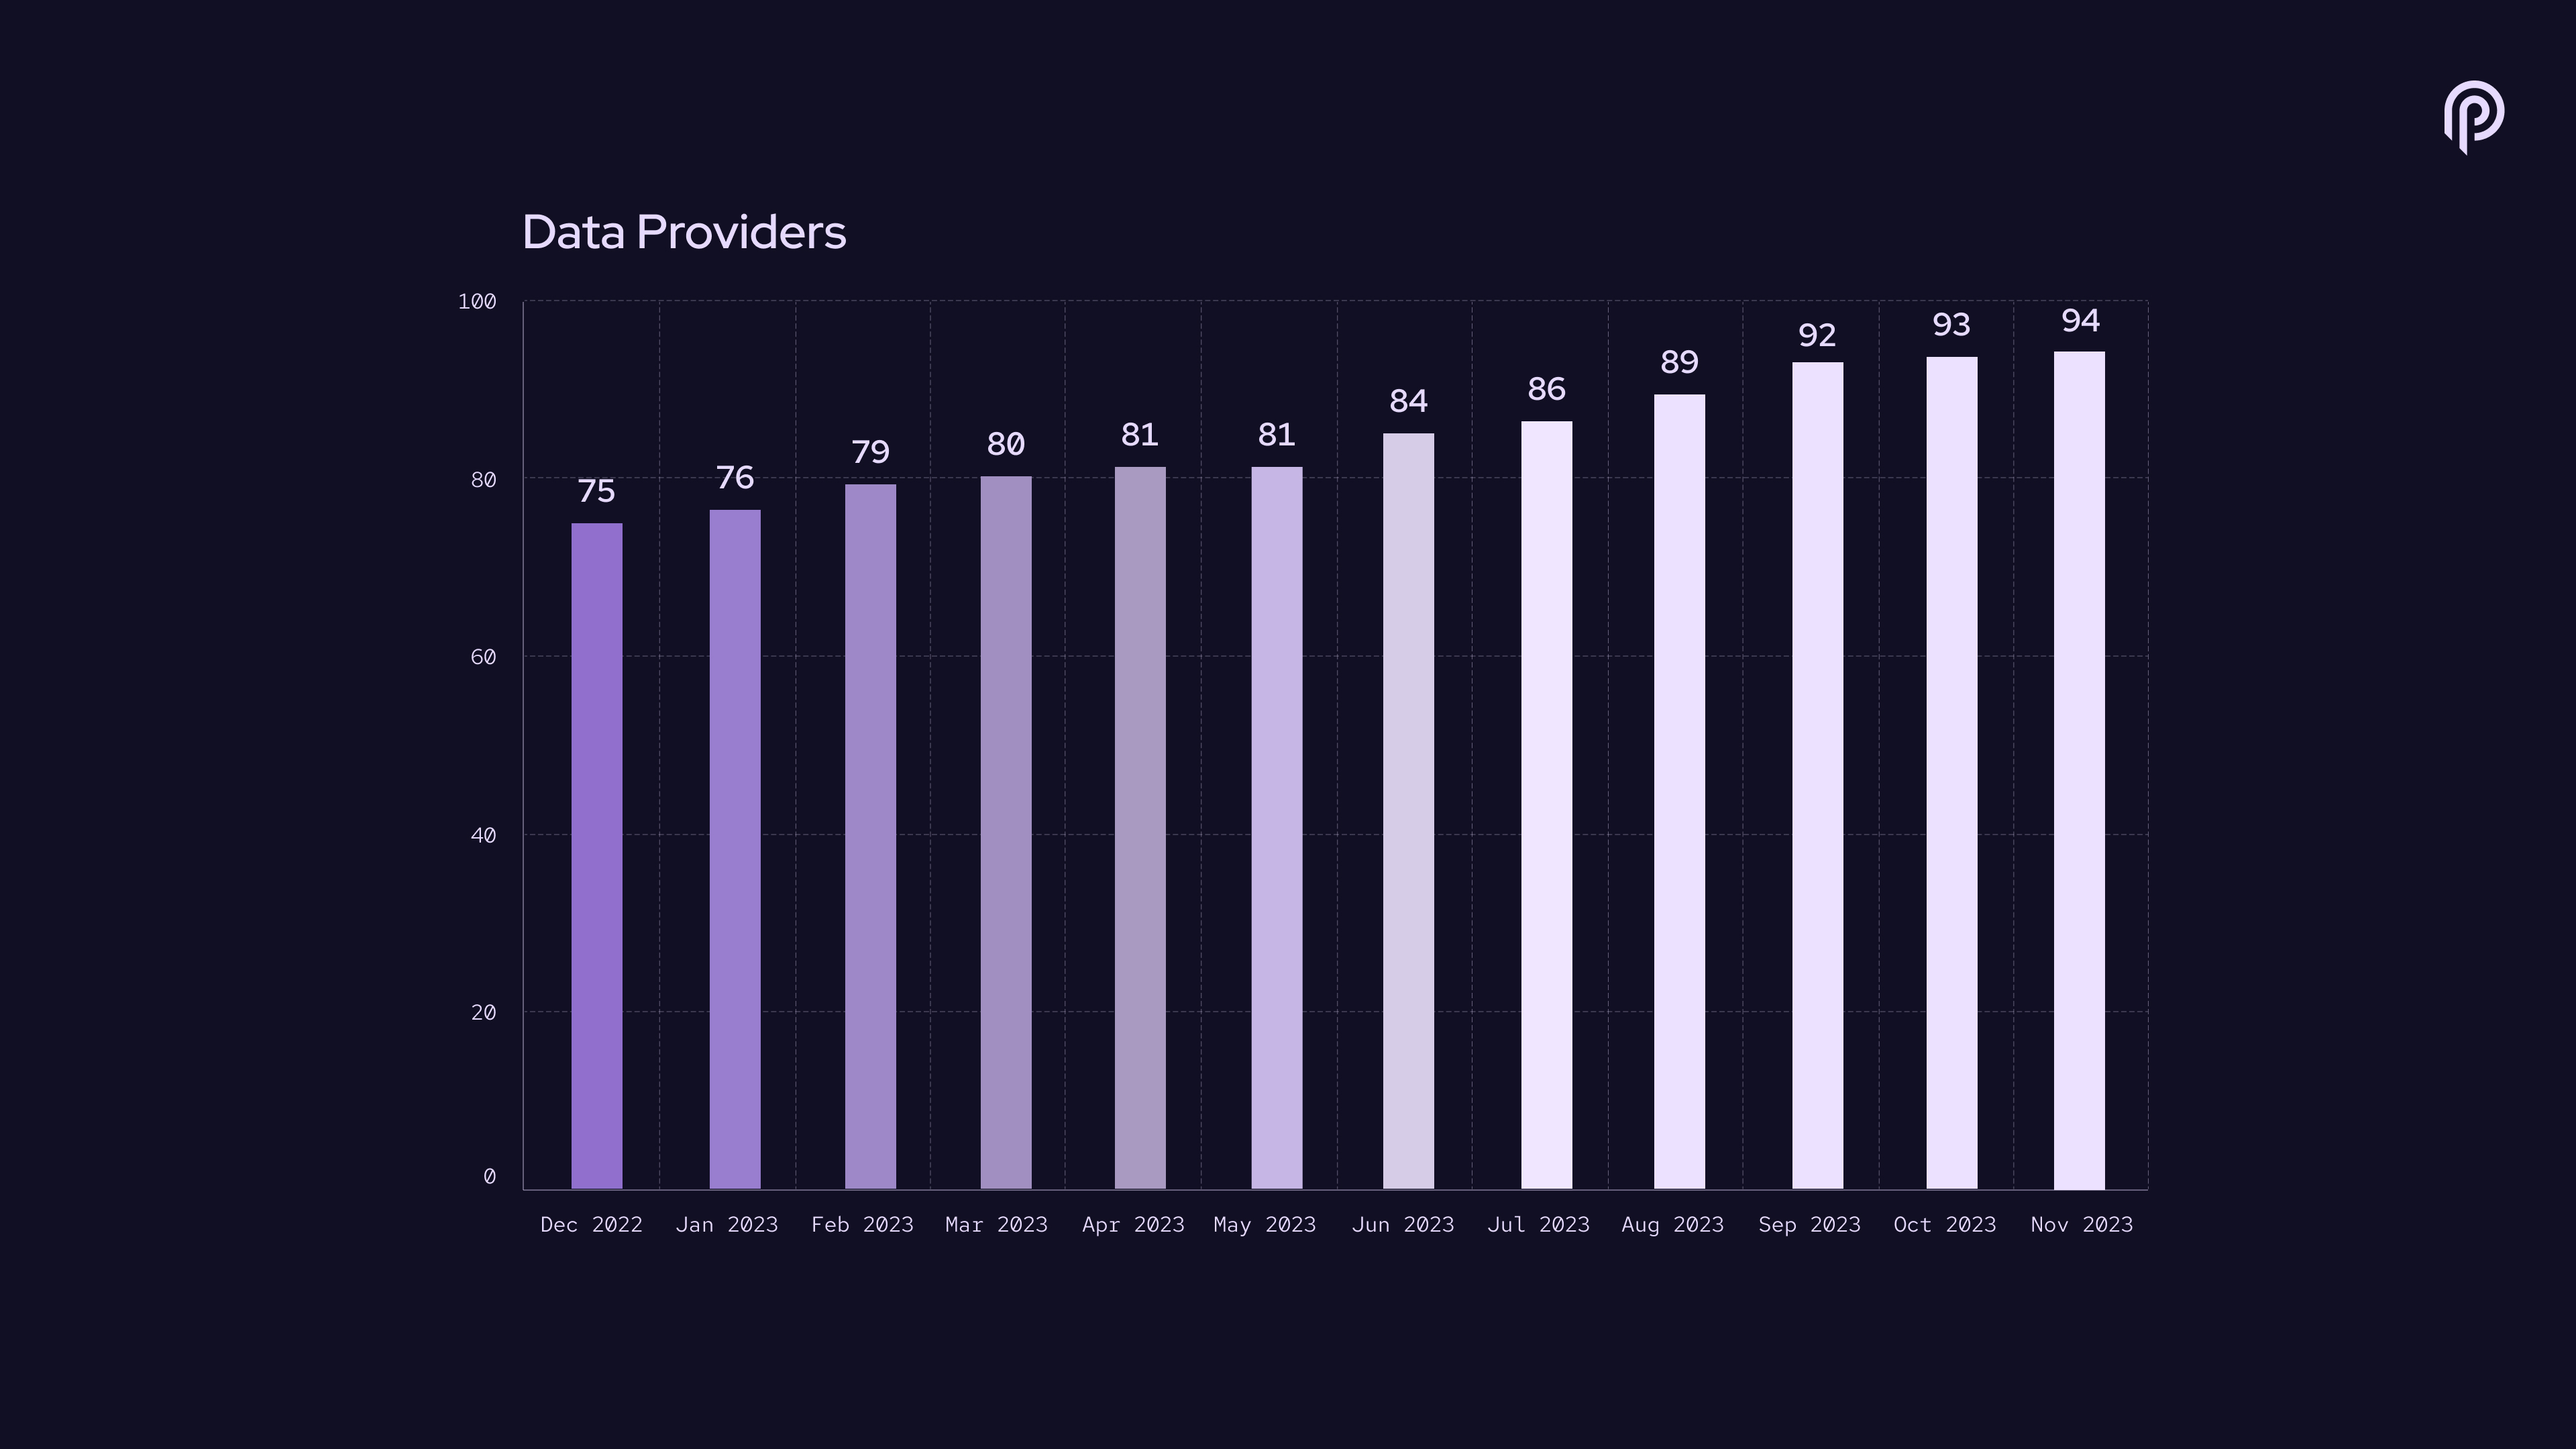 Data Providers
100
80
60
40
20
0
75
76
79
80
81
81
84
86
89
92
93
94
Dec 2022
Jan 2023
Feb 2023
Mar 2023
Apr 2023
May 2023
Jun 2023
Jul 2023
Aug 2023
Sep 2023
Oct 2023
Nov 2023